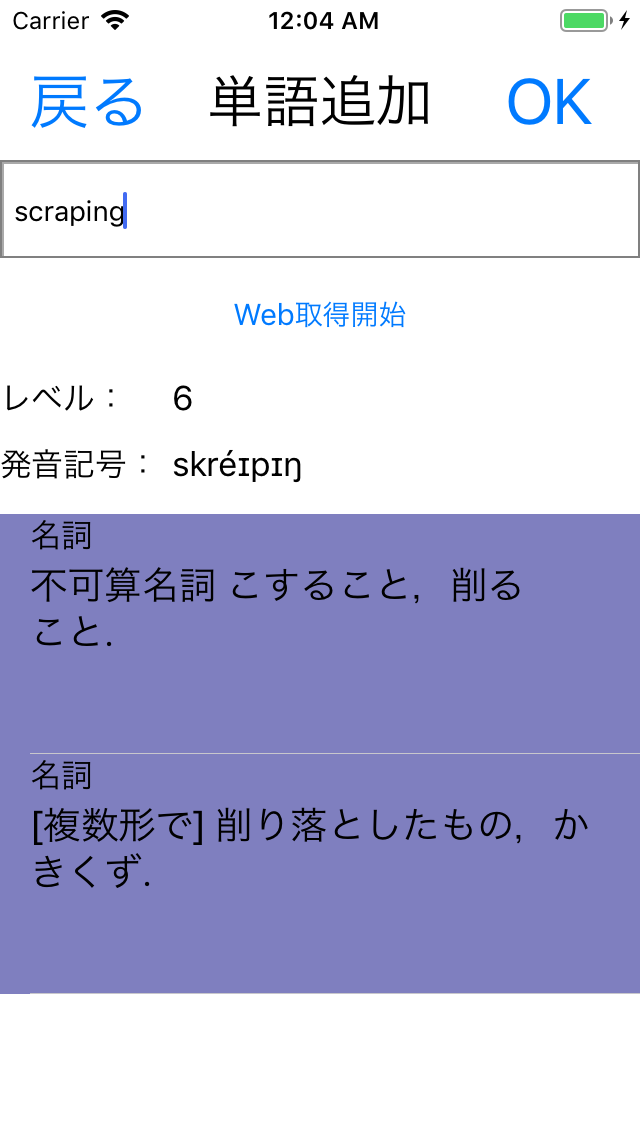 Carrier 12:04 AM
戻る 単語追加 OK
scraping
Web取得開始
レベル： 6
発音記号： skréɪpɪŋ
名詞
不可算名詞 こすること，削る
こと．
名詞
[複数形で] 削り落としたもの，か
きくず．